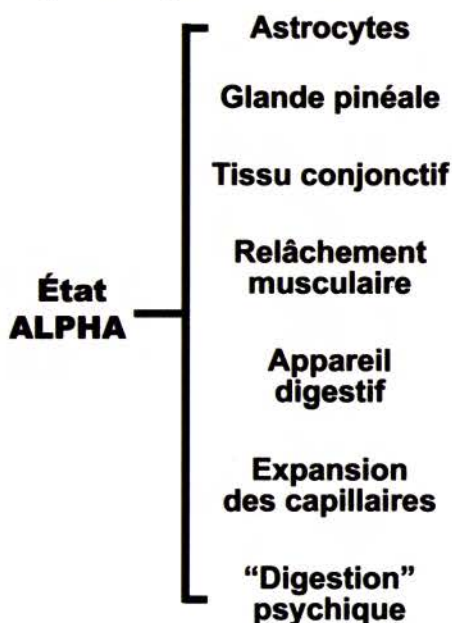 Astrocytes
Glande pinéale
Tissu conjonctif
Relâchement
musculaire
État
ALPHA
Appareil
digestif
Expansion
des capillaires
“Digestion”
psychique